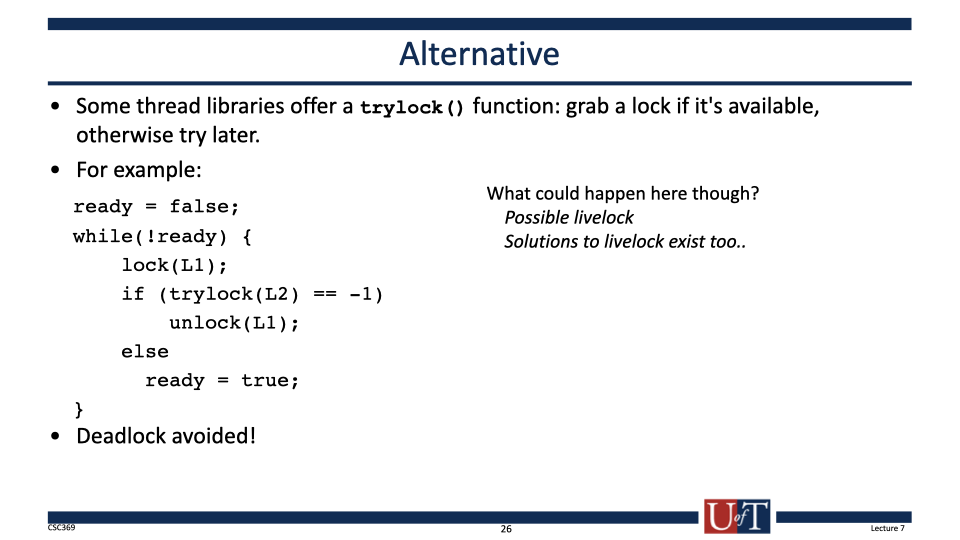 Alternative
• Some thread libraries offer a trylock() function: grab a lock if it's available,
otherwise try later.
• For example:
ready = false;
while(!ready) {
    lock(L1);
    if (trylock(L2) == -1)
        unlock(L1);
    else
      ready = true;
}
What could happen here though?
Possible livelock
Solutions to livelock exist too..
• Deadlock avoided!
CSC369
26
UofT
Lecture 7